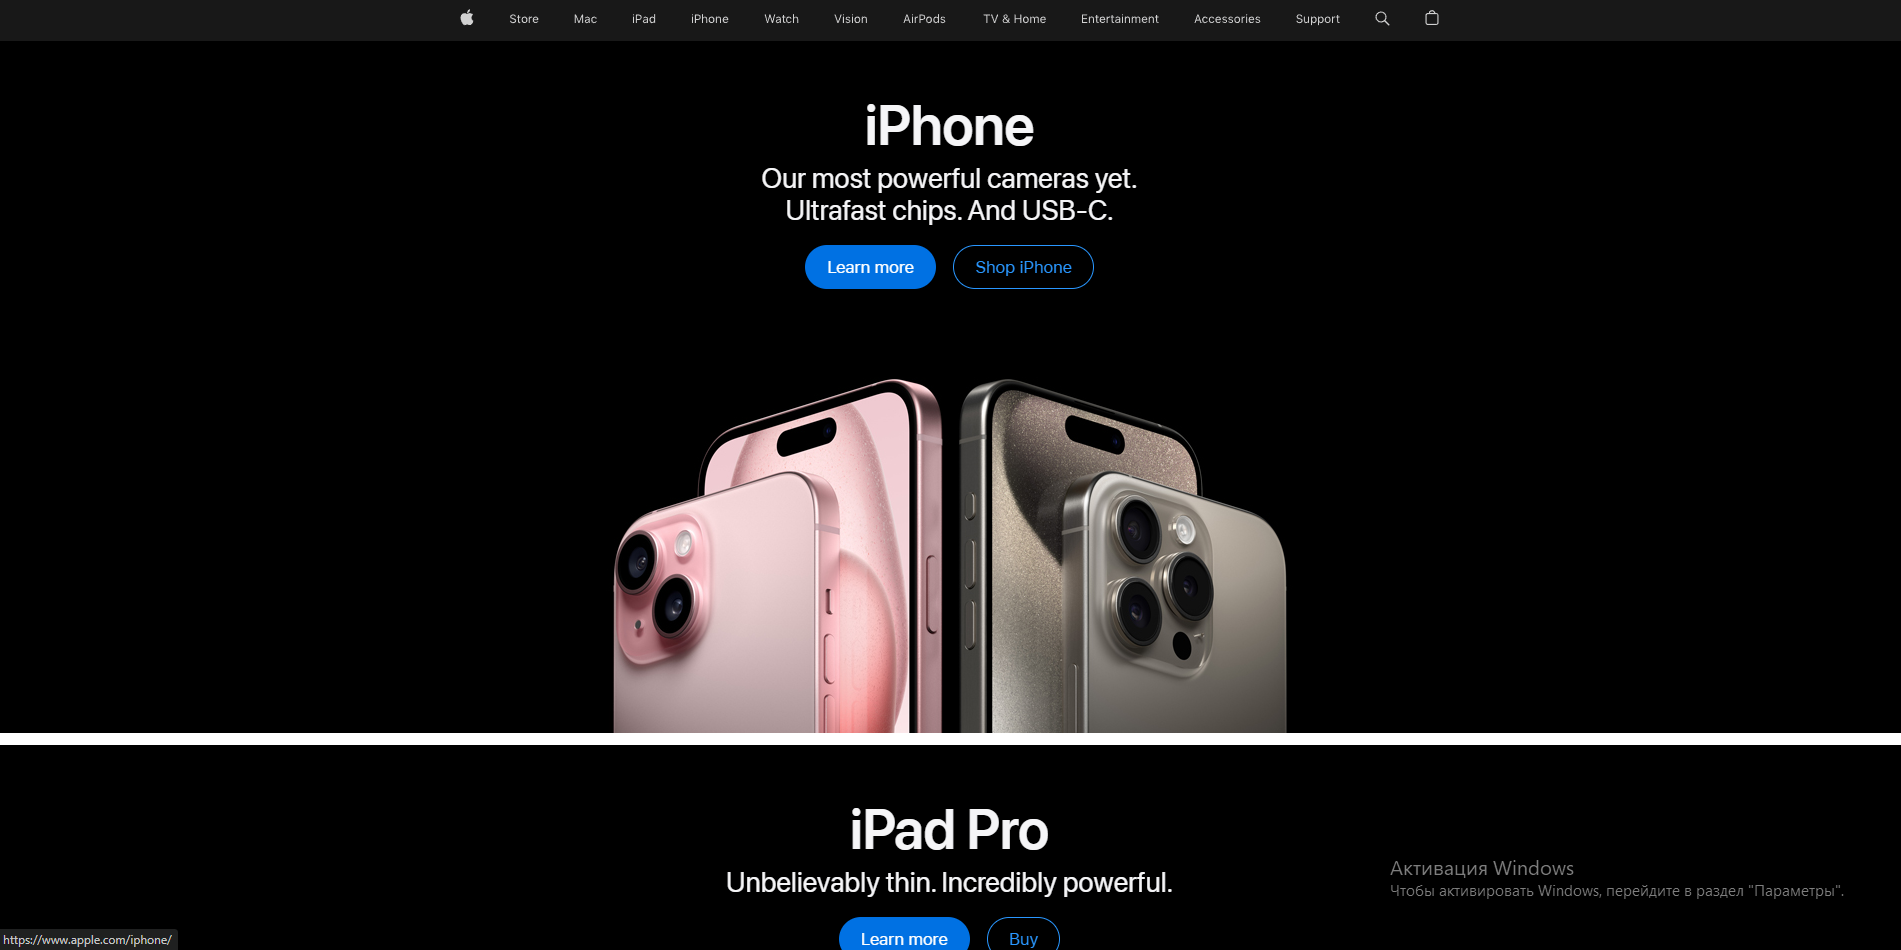 Store Mac iPad iPhone Watch Vision AirPods TV & Home Entertainment Accessories Support
iPhone
Our most powerful cameras yet.
Ultrafast chips. And USB-C.
Learn more Shop iPhone
iPad Pro
Unbelievably thin. Incredibly powerful.
Learn more Buy
Активация Windows
Чтобы активировать Windows, перейдите в раздел "Параметры".
https://www.apple.com/iphone/